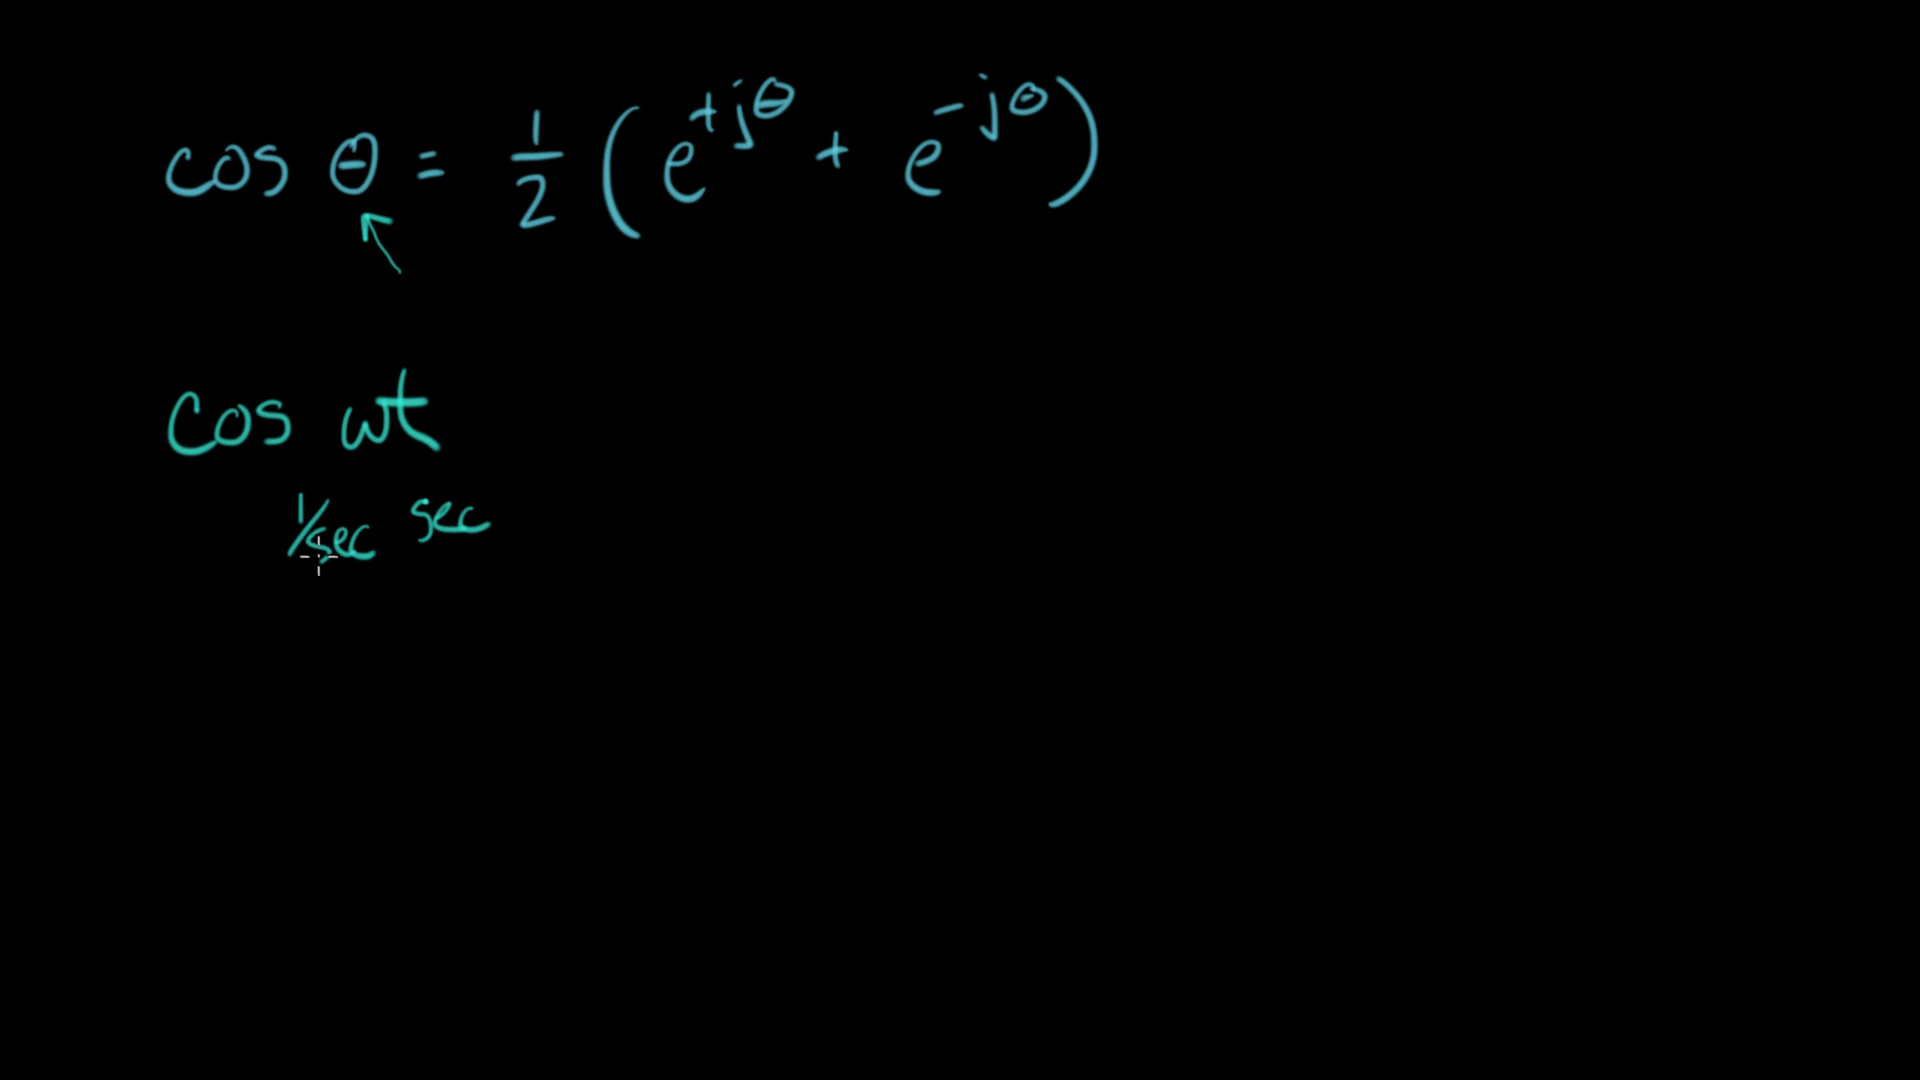 cos θ = 1/2 (e^{+jθ} + e^{-jθ})
cos ωt
1/sec sec